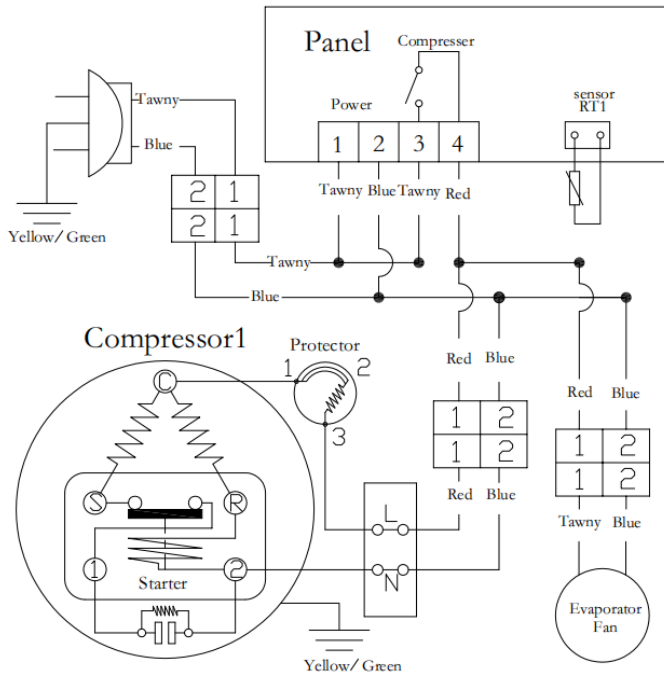 Panel
Compresser
Power
sensor
RT1
1 2 3 4
Tawny
Blue
Tawny Blue Tawny Red
2 1
2 1
Yellow/ Green
Tawny
Blue
Compressor1
Protector
1 2
3
C
Red Blue
Red Blue
1 2
1 2
1 2
1 2
Red Blue
Tawny Blue
S R
L
N
1 2
Starter
Evaporator
Fan
Yellow/ Green